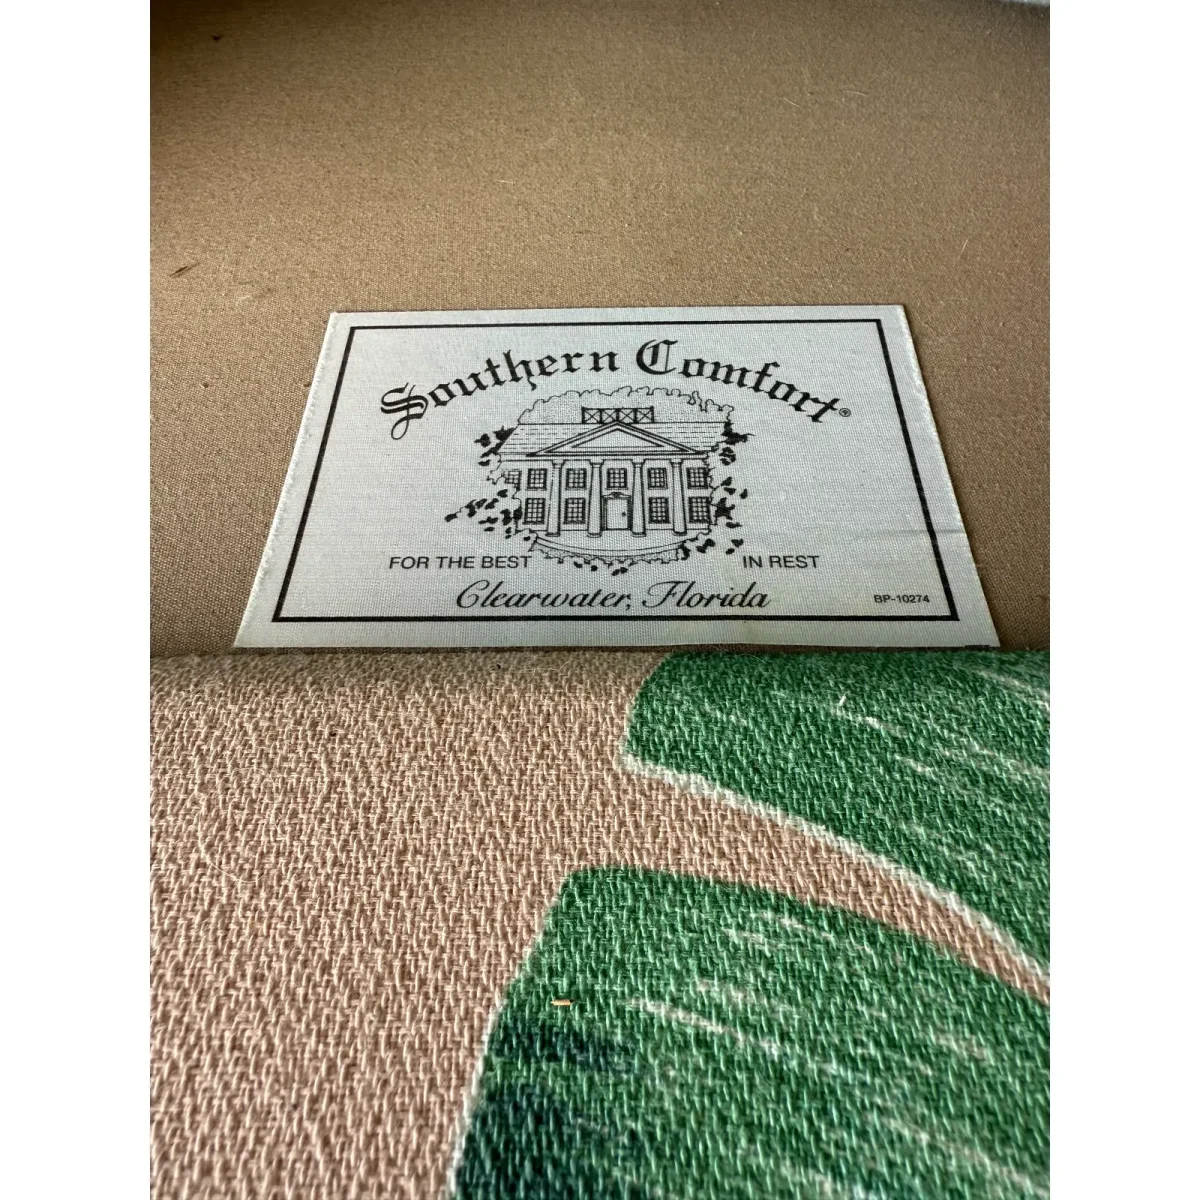 Southern Comfort®
FOR THE BEST IN REST
Clearwater, Florida
BP-10274